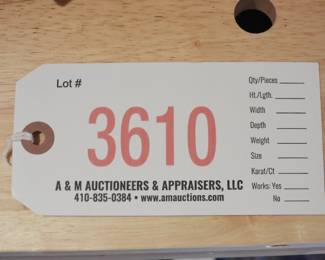 Lot #
3610
A & M AUCTIONEERS & APPRAISERS, LLC
410-835-0384 • www.amauctions.com
Qty/Pieces
Ht./Lgth.
Width
Depth
Weight
Size
Karat/Ct
Works: Yes
No